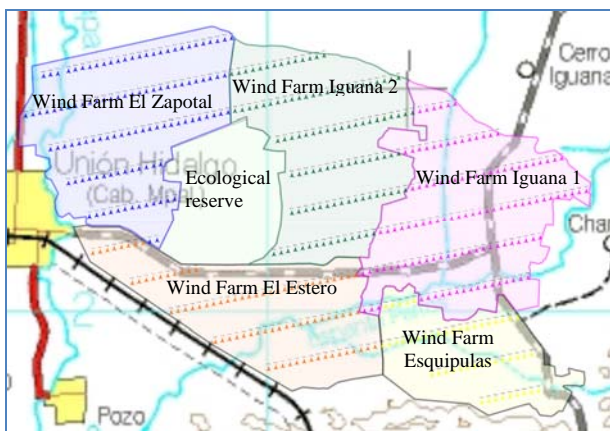 Cerro
Iguana
Wind Farm Iguana 2
Wind Farm El Zapotal
Unión Hidalgo
(Cab. Mpal.)
Ecological
reserve
Wind Farm Iguana 1
Wind Farm El Estero
Wind Farm
Esquipulas
Pozo